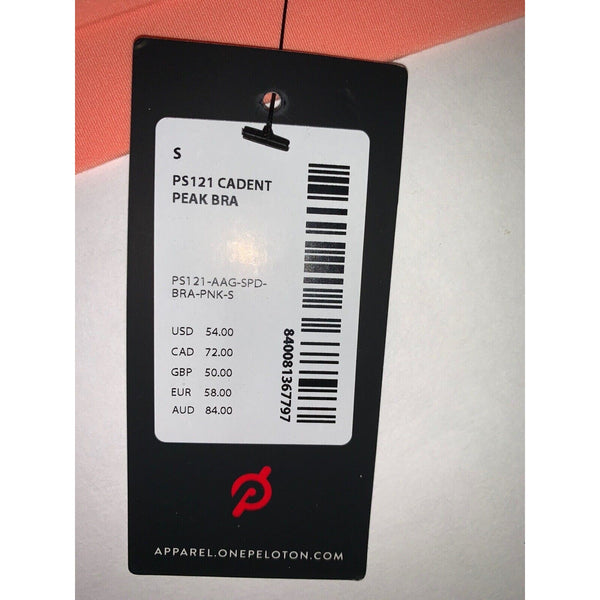 S
PS121 CADENT
PEAK BRA
PS121-AAG-SPD-
BRA-PNK-S
USD 54.00
CAD 72.00
GBP 50.00
EUR 58.00
AUD 84.00
840081367797
APPAREL.ONEPELOTON.COM